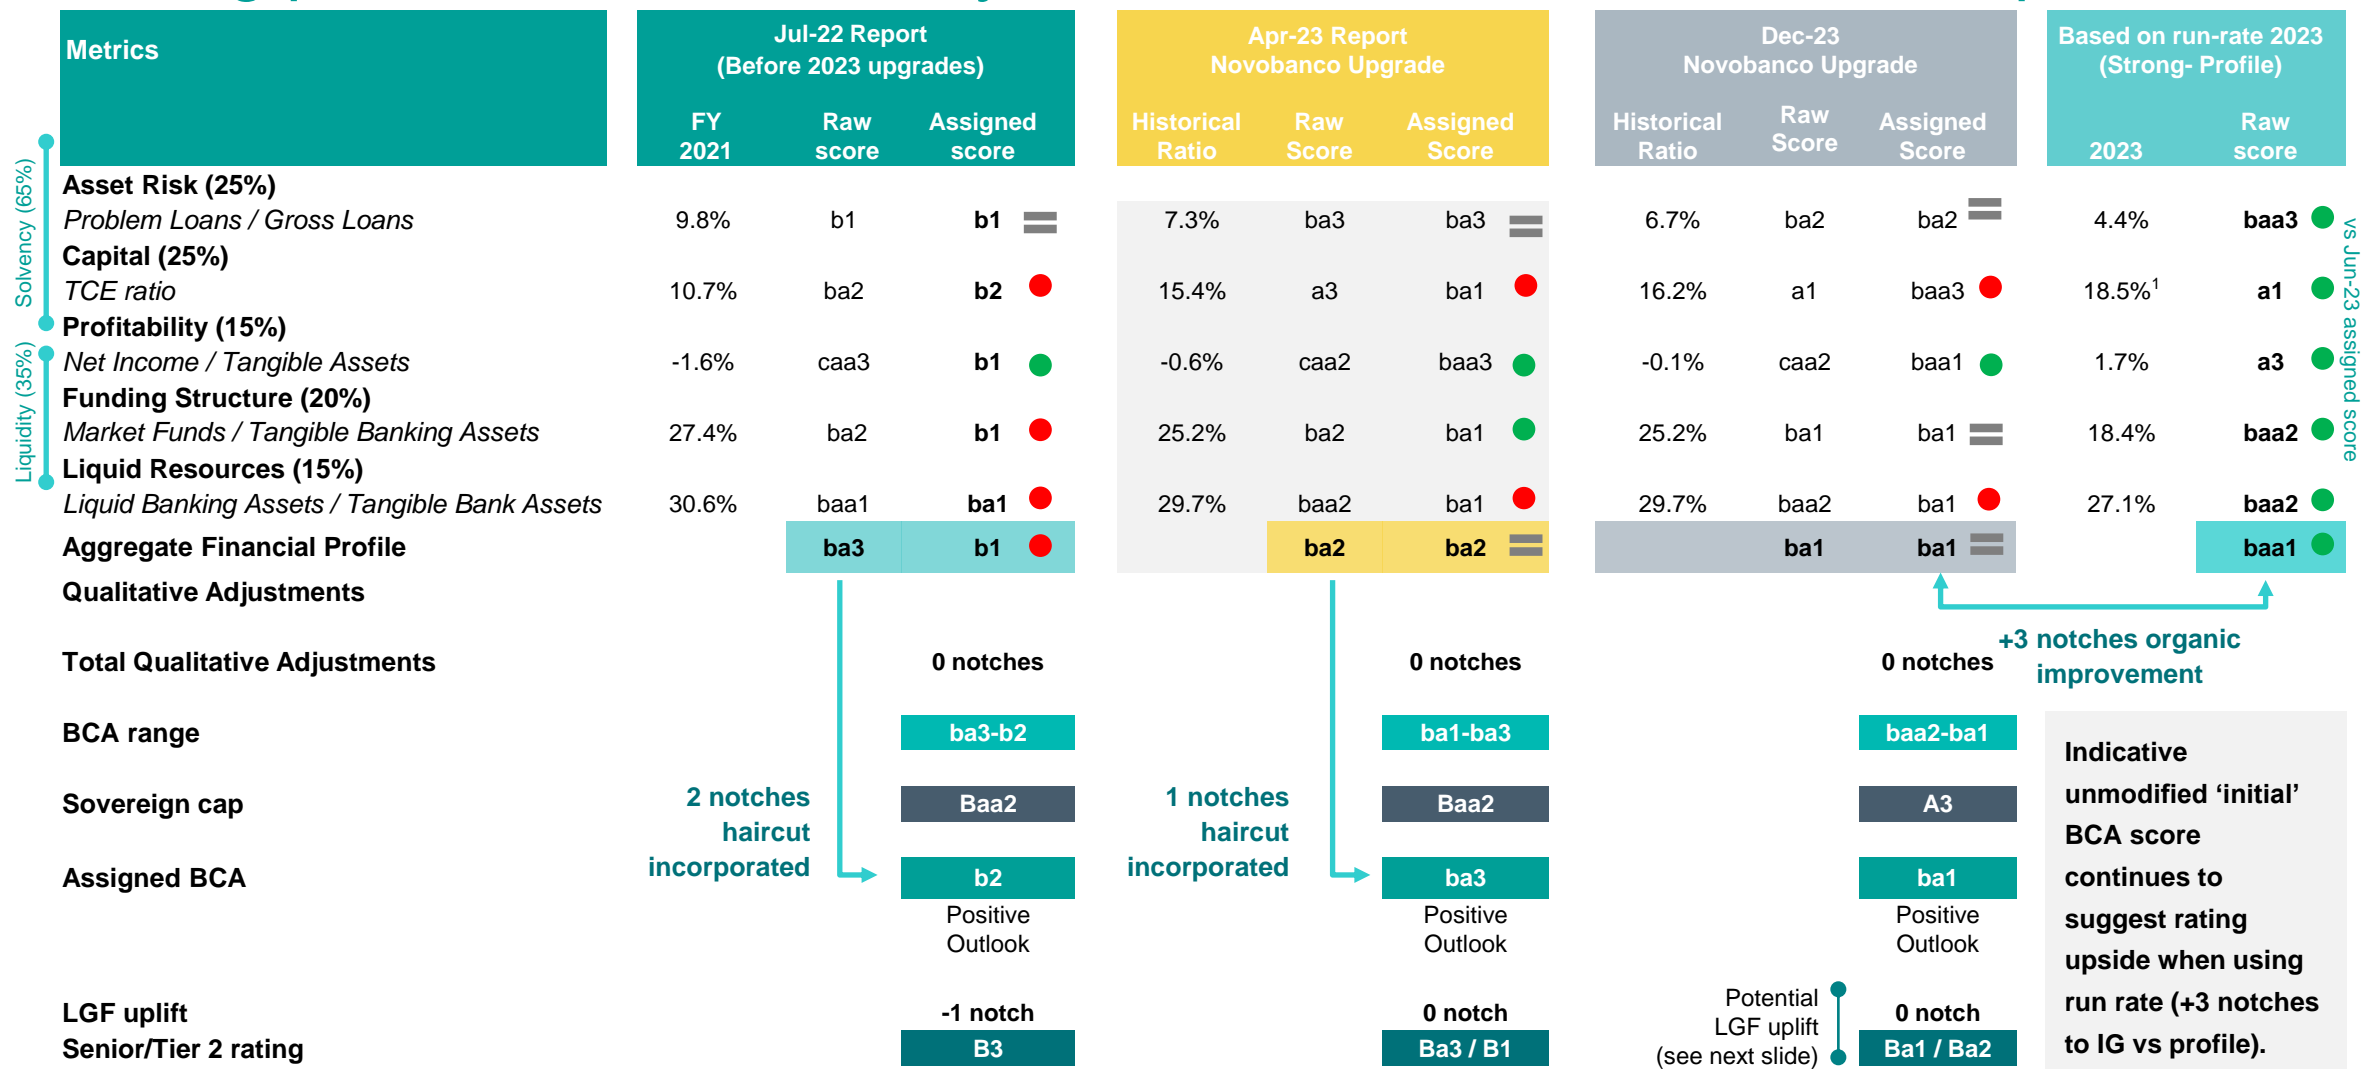 Metrics
Jul-22 Report
(Before 2023 upgrades)
FY 2021
Raw score
Assigned score
Apr-23 Report
Novobanco Upgrade
Historical Ratio
Raw Score
Assigned Score
Dec-23
Novobanco Upgrade
Historical Ratio
Raw Score
Assigned Score
Based on run-rate 2023
(Strong- Profile)
2023
Raw score
Solvency (65%)
Liquidity (35%)
vs Jun-23 assigned score
Asset Risk (25%)
Problem Loans / Gross Loans 9.8% b1 b1 7.3% ba3 ba3 6.7% ba2 ba2 4.4% baa3
Capital (25%)
TCE ratio 10.7% ba2 b2 15.4% a3 ba1 16.2% a1 baa3 18.5%1 a1
Profitability (15%)
Net Income / Tangible Assets -1.6% caa3 b1 -0.6% caa2 baa3 -0.1% caa2 baa1 1.7% a3
Funding Structure (20%)
Market Funds / Tangible Banking Assets 27.4% ba2 b1 25.2% ba2 ba1 25.2% ba1 ba1 18.4% baa2
Liquid Resources (15%)
Liquid Banking Assets / Tangible Bank Assets 30.6% baa1 ba1 29.7% baa2 ba1 29.7% baa2 ba1 27.1% baa2
Aggregate Financial Profile ba3 b1 ba2 ba2 ba1 ba1 baa1
Qualitative Adjustments
Total Qualitative Adjustments 0 notches 0 notches 0 notches
+3 notches organic
improvement
BCA range ba3-b2 ba1-ba3 baa2-ba1
Sovereign cap Baa2 Baa2 A3
2 notches
haircut
incorporated
1 notches
haircut
incorporated
Assigned BCA b2 ba3 ba1
Positive Outlook
Positive Outlook
Positive Outlook
LGF uplift -1 notch 0 notch 0 notch
Senior/Tier 2 rating B3 Ba3 / B1 Ba1 / Ba2
Potential
LGF uplift
(see next slide)
Indicative
unmodified ‘initial’
BCA score
continues to
suggest rating
upside when using
run rate (+3 notches
to IG vs profile).